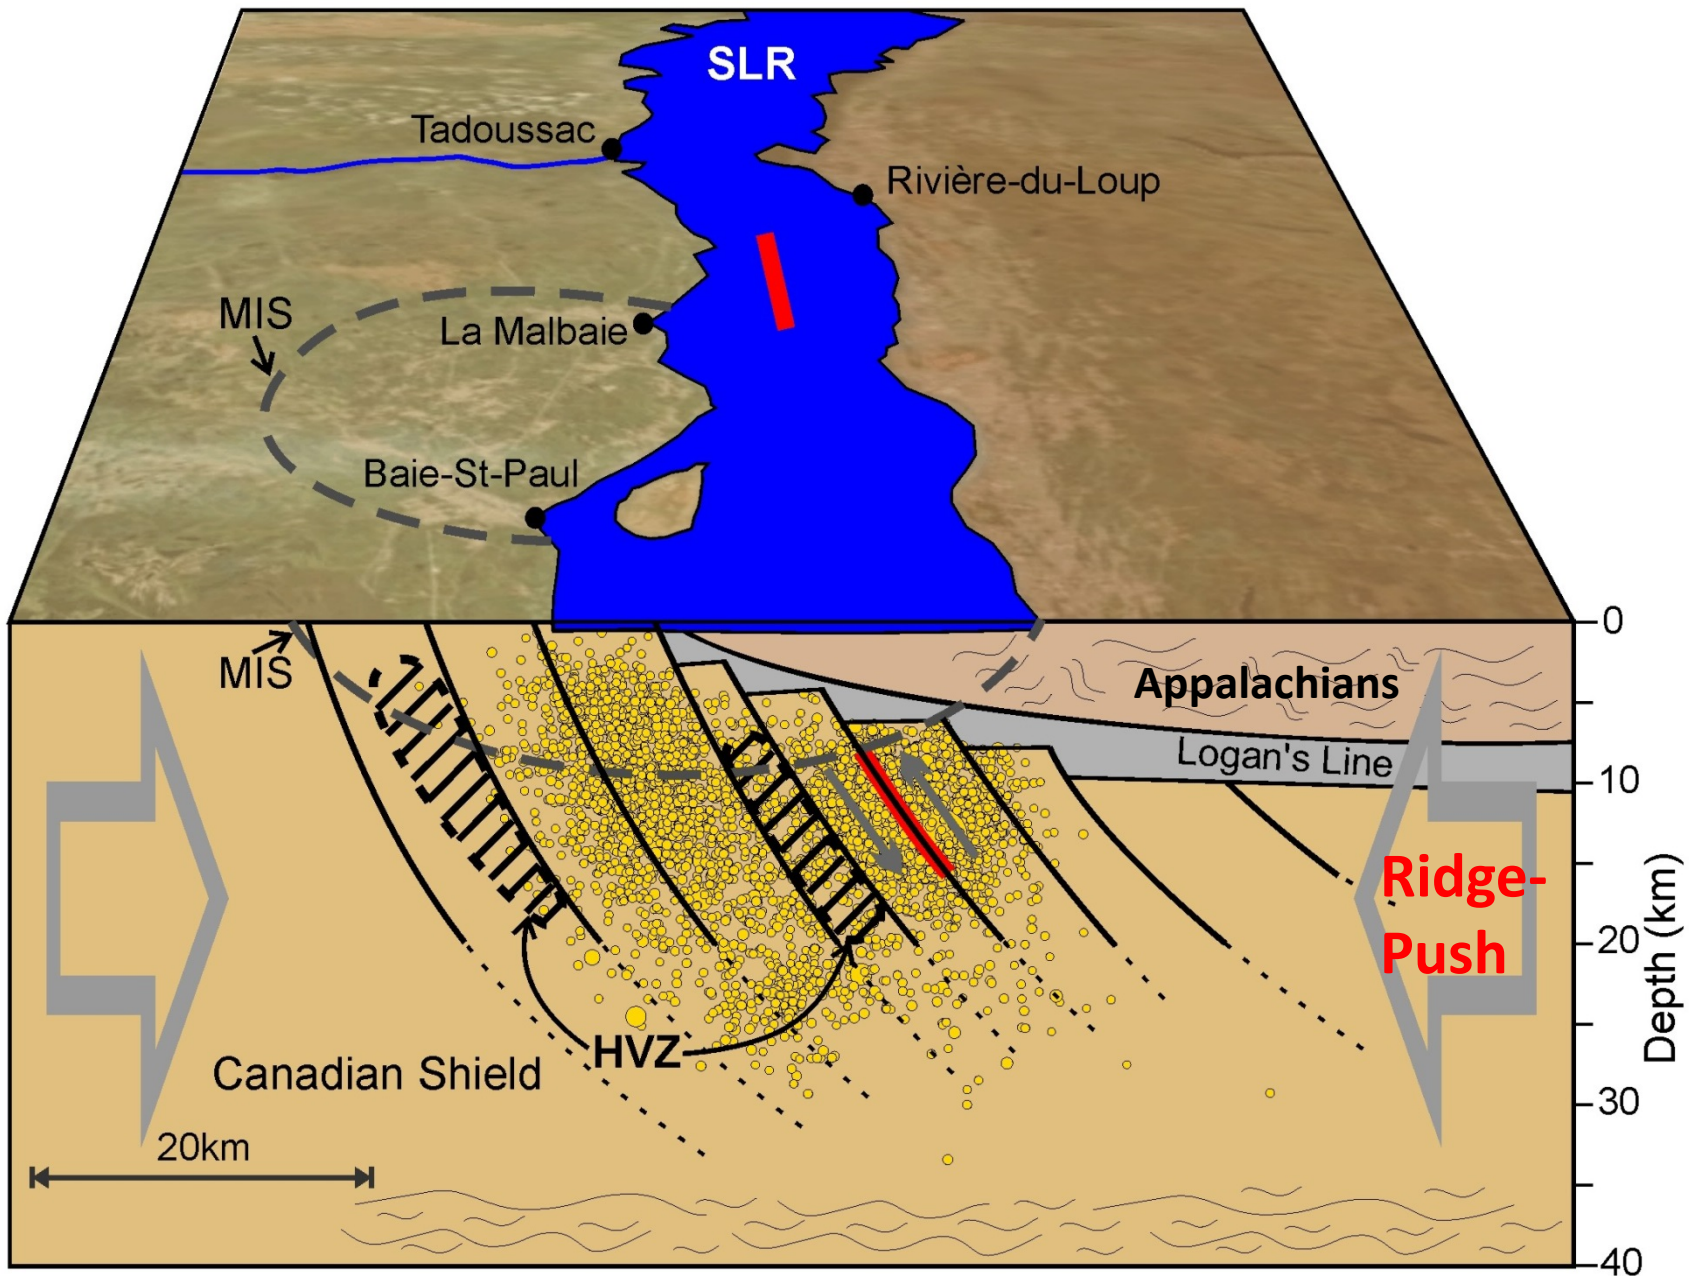 SLR
Tadoussac
Rivière-du-Loup
MIS
La Malbaie
Baie-St-Paul
0
MIS
Appalachians
Logan's Line
10
Ridge-
Push
20
Depth (km)
HVZ
Canadian Shield
30
20km
40